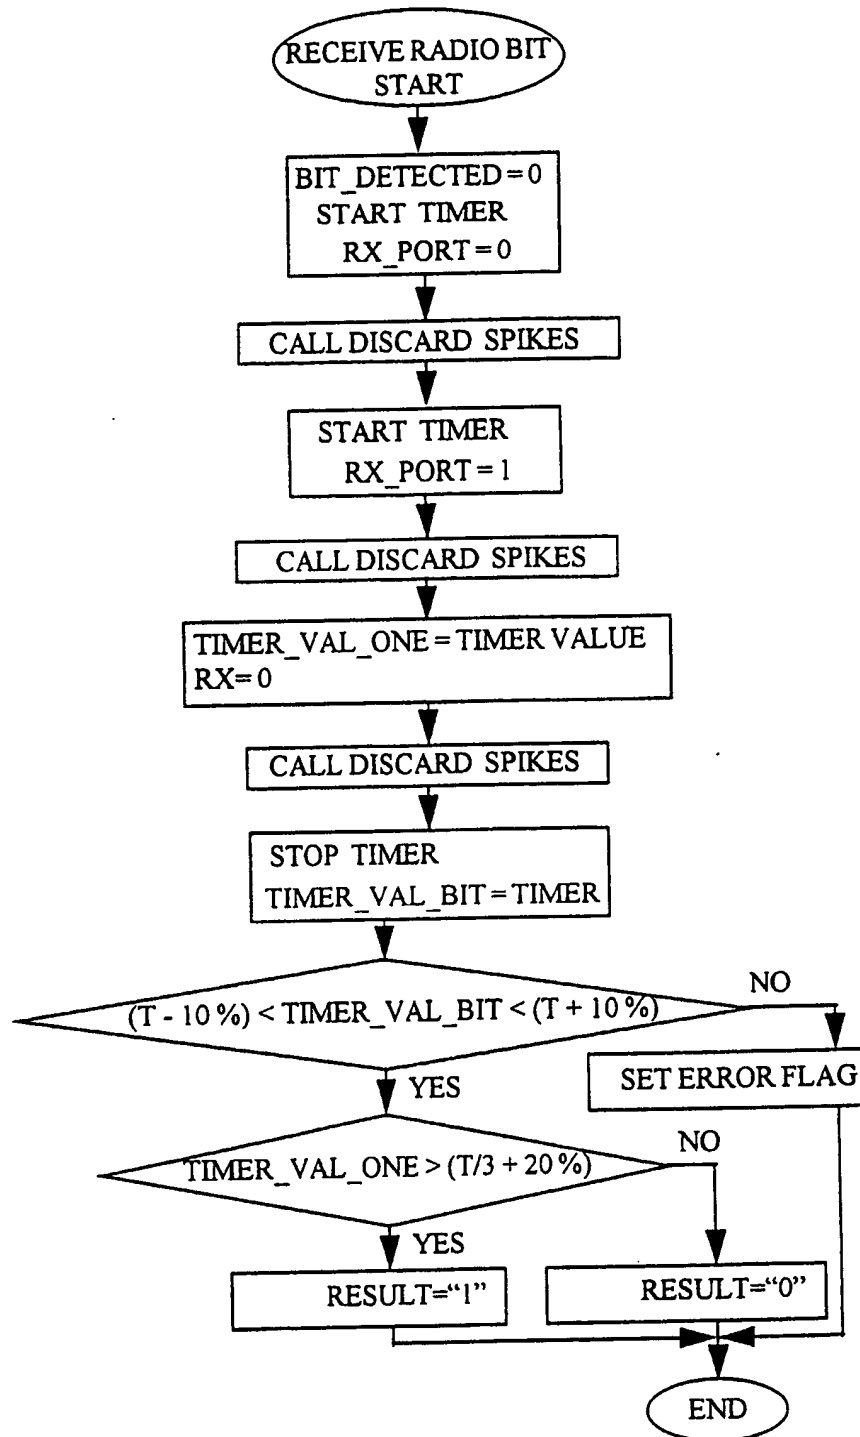 RECEIVE RADIO BIT
START
BIT_DETECTED = 0
START TIMER
RX_PORT = 0
CALL DISCARD SPIKES
START TIMER
RX_PORT = 1
CALL DISCARD SPIKES
TIMER_VAL_ONE = TIMER VALUE
RX= 0
CALL DISCARD SPIKES
STOP TIMER
TIMER_VAL_BIT = TIMER
(T - 10 %) < TIMER_VAL_BIT < (T + 10 %)
NO
SET ERROR FLAG
YES
TIMER_VAL_ONE > (T/3 + 20 %)
NO
YES
RESULT=“1”
RESULT=“0”
END